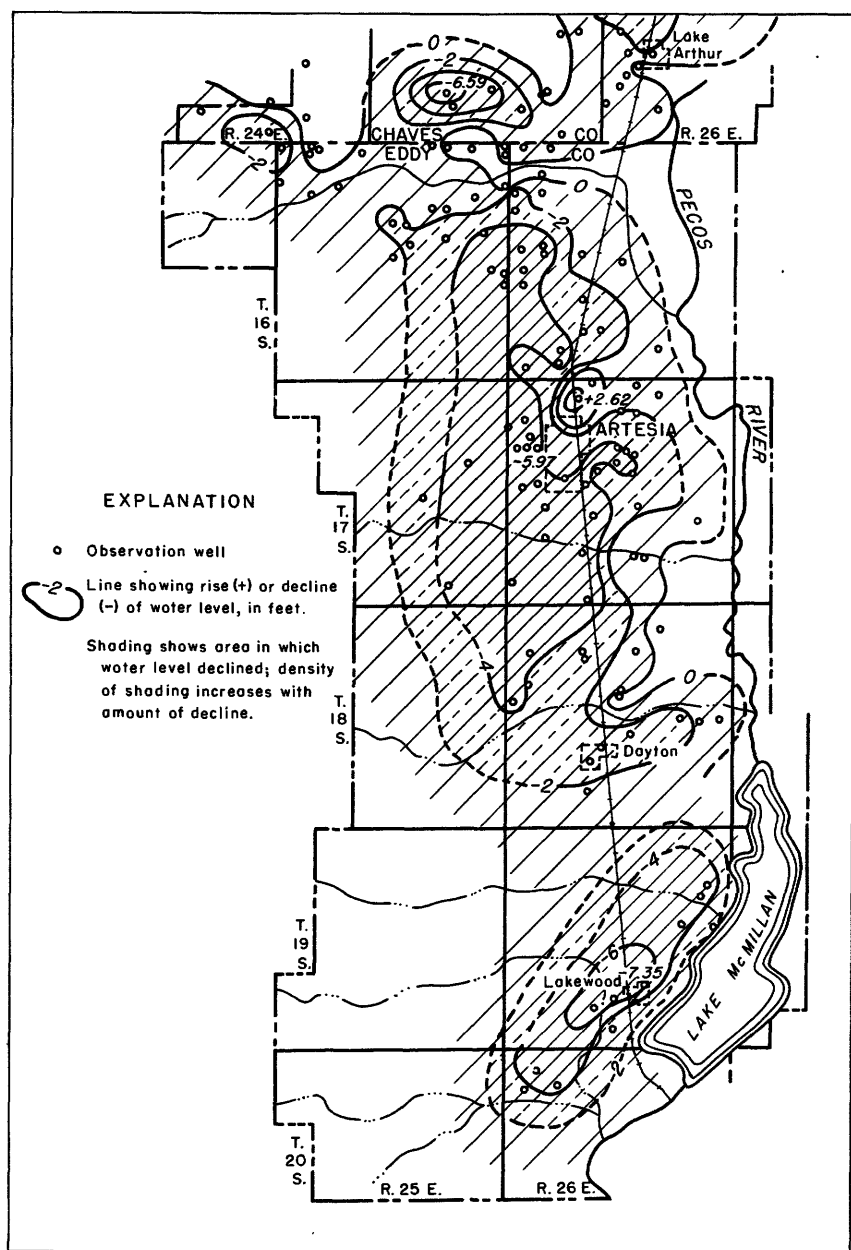 0
-2
-6.59
Lake
Arthur
R. 24 E.
CHAVES
CO
R. 26 E.
-2
EDDY
CO
0
-2
PECOS
T.
16
S.
+2.62
ARTESIA
-5.97
RIVER
EXPLANATION
Observation well
-2
Line showing rise (+) or decline
(-) of water level, in feet.
Shading shows area in which
water level declined; density
of shading increases with
amount of decline.
T.
17
S.
-4
0
T.
18
S.
Dayton
-2
4
T.
19
S.
6
-7.35
Lakewood
LAKE McMILLAN
2
T.
20
S.
R. 25 E.
R. 26 E.